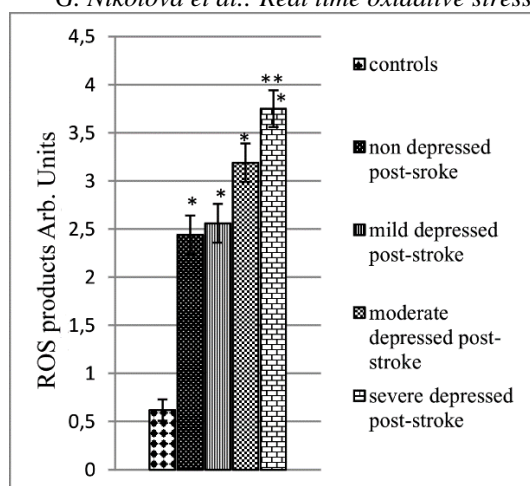 G. Nikolova et al.: Real time oxidative stress
ROS products Arb. Units
4,5
4
3,5
3
2,5
2
1,5
1
0,5
0
*
*
*
**
*
controls
non depressed
post-sroke
mild depressed
post-stroke
moderate
depressed post-
stroke
severe depressed
post-stroke